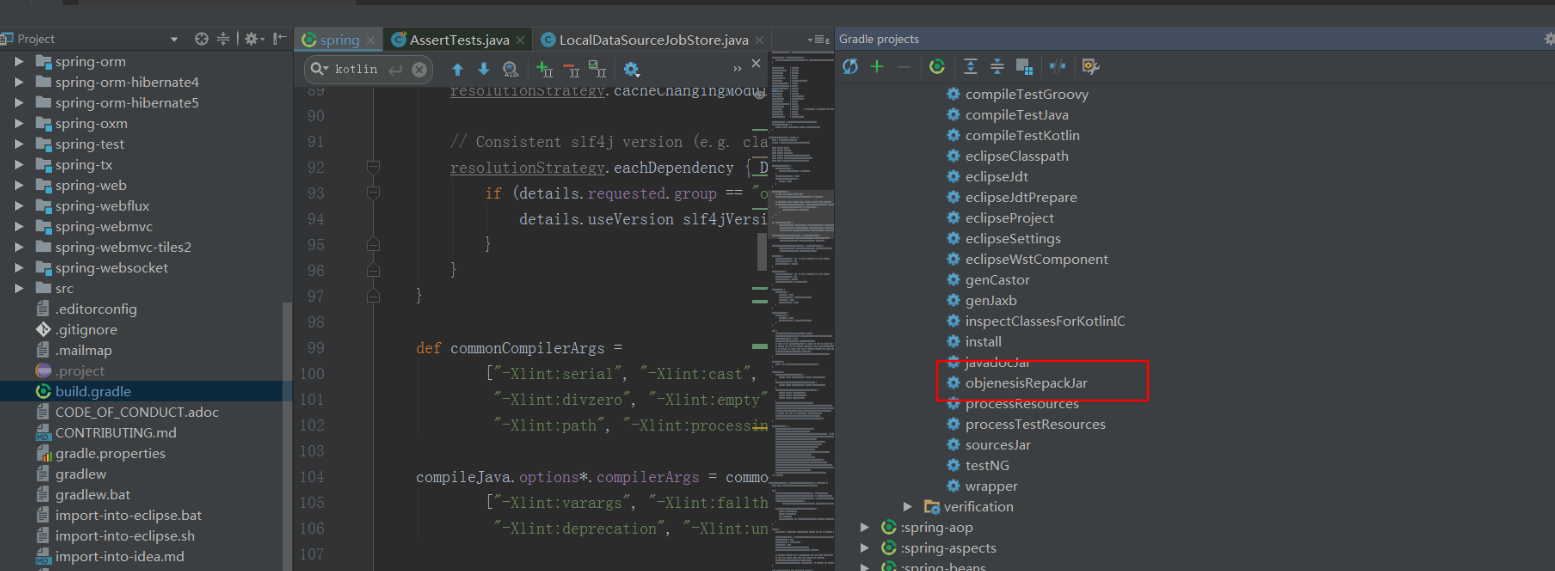 Project
spring-orm
spring-orm-hibernate4
spring-orm-hibernate5
spring-oxm
spring-test
spring-tx
spring-web
spring-webflux
spring-webmvc
spring-webmvc-tiles2
spring-websocket
src
.editorconfig
.gitignore
.mailmap
.project
build.gradle
CODE_OF_CONDUCT.adoc
CONTRIBUTING.md
gradle.properties
gradlew
gradlew.bat
import-into-eclipse.bat
import-into-eclipse.sh
import-into-idea.md
spring
AssertTests.java
LocalDataSourceJobStore.java
6
kotlin
89 resolutionStrategy.cacheChangingModul
90
91 // Consistent slf4j version (e.g. cla
92 resolutionStrategy.eachDependency { D
93 if (details.requested.group == "o
94 details.useVersion slf4jVersi
95 }
96 }
97 }
98
99 def commonCompilerArgs =
100 ["-Xlint:serial", "-Xlint:cast",
101 "-Xlint:divzero", "-Xlint:empty"
102 "-Xlint:path", "-Xlint:processin
103
104 compileJava.options*.compilerArgs = commo
105 ["-Xlint:varargs", "-Xlint:fallth
106 "-Xlint:deprecation", "-Xlint:un
107
Gradle projects
compileTestGroovy
compileTestJava
compileTestKotlin
eclipseClasspath
eclipseJdt
eclipseJdtPrepare
eclipseProject
eclipseSettings
eclipseWstComponent
genCastor
genJaxb
inspectClassesForKotlinIC
install
javadocJar
objenesisRepackJar
processResources
processTestResources
sourcesJar
testNG
wrapper
verification
:spring-aop
:spring-aspects
:spring-beans